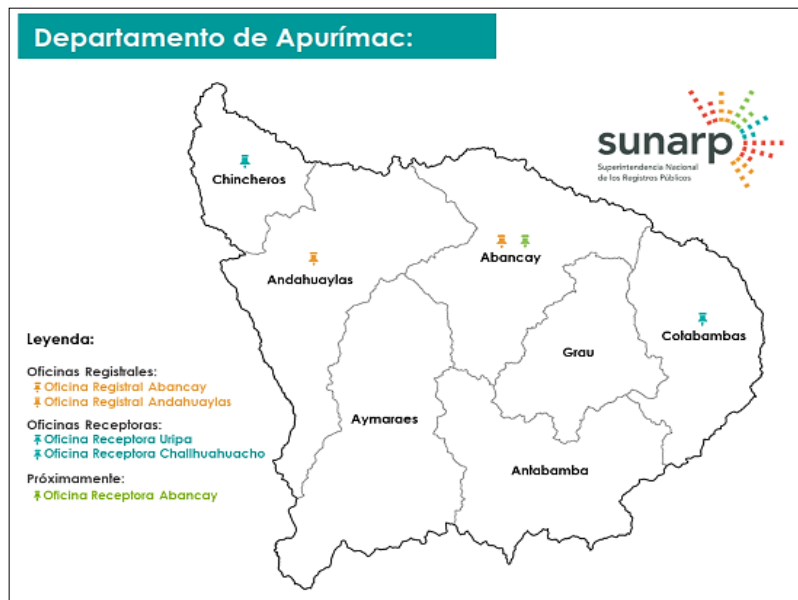 Departamento de Apurímac:
sunarp
Superintendencia Nacional
de los Registros Públicos
Chincheros
Andahuaylas
Abancay
Cotabambas
Grau
Aymaraes
Antabamba
Leyenda:
Oficinas Registrales:
Oficina Registral Abancay
Oficina Registral Andahuaylas
Oficinas Receptoras:
Oficina Receptora Uripa
Oficina Receptora Challhuahuacho
Próximamente:
Oficina Receptora Abancay